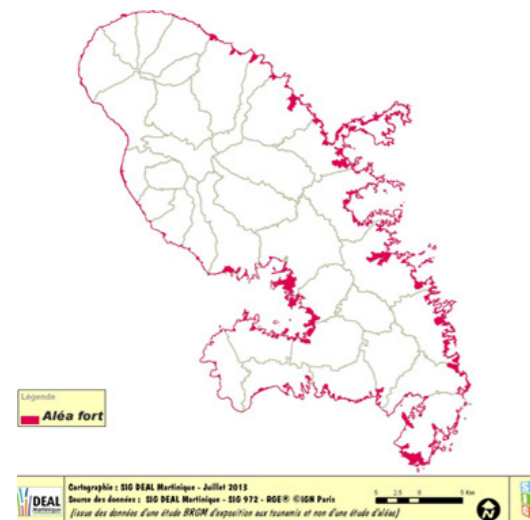 Légende
Aléa fort
DEAL
Martinique
Cartographie : SIG DEAL Martinique - Juillet 2013
Source des données : SIG DEAL Martinique - SIG 972 - RGE® ©IGN Paris
(issue des données d'une étude BRGM d'exposition aux tsunamis et non d'une étude d'aléas)
5 2.5 0 5 Km
N